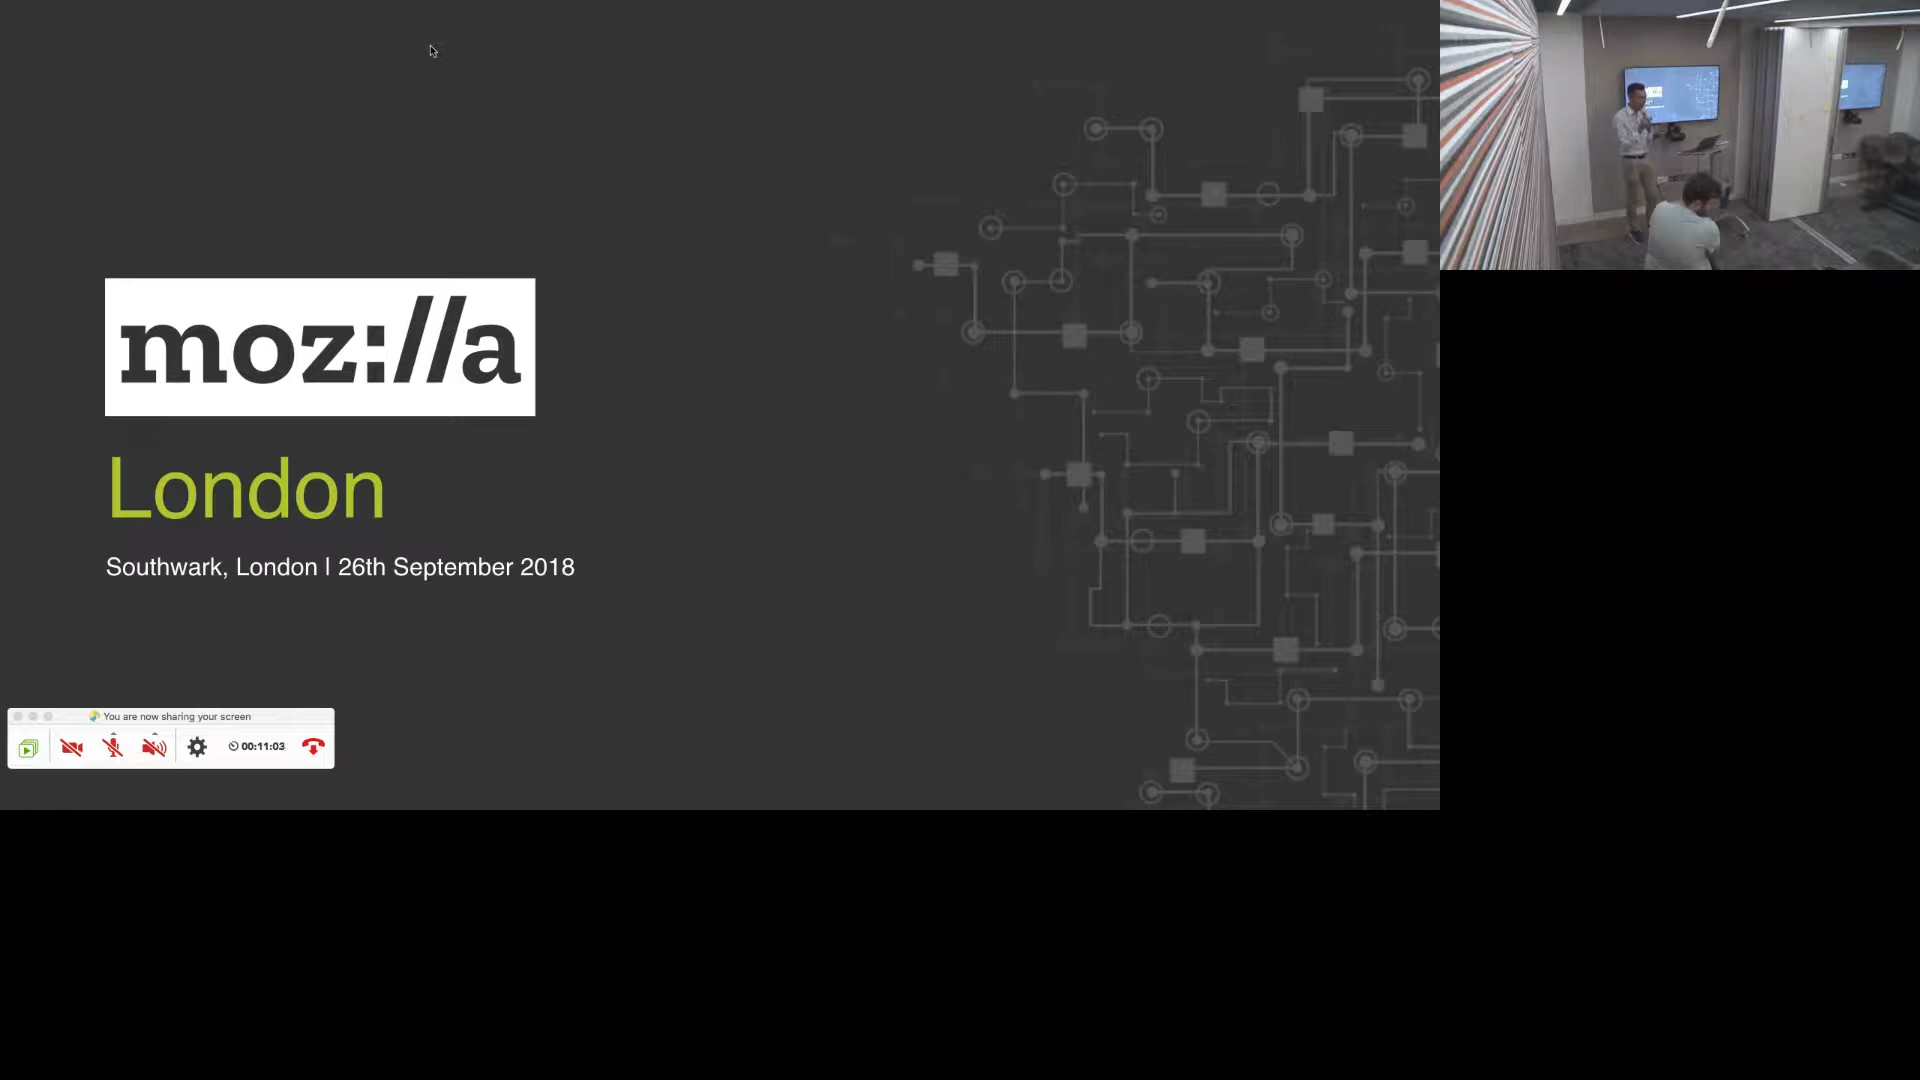 moz://a
London
Southwark, London | 26th September 2018
You are now sharing your screen
00:11:03